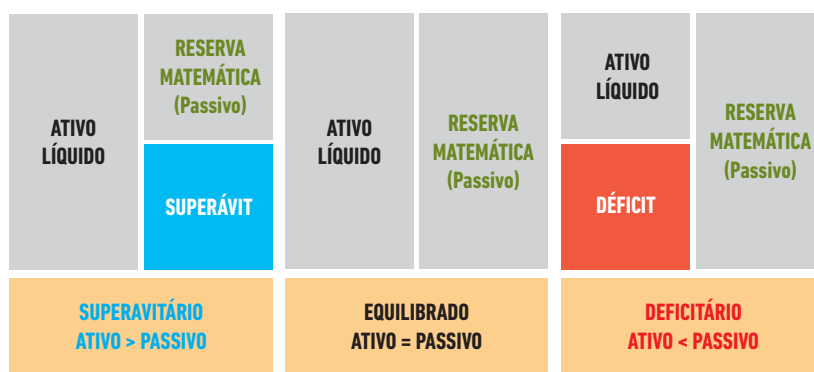 ATIVO
LÍQUIDO
RESERVA
MATEMÁTICA
(Passivo)
SUPERÁVIT
SUPERAVITÁRIO
ATIVO > PASSIVO
ATIVO
LÍQUIDO
RESERVA
MATEMÁTICA
(Passivo)
EQUILIBRADO
ATIVO = PASSIVO
ATIVO
LÍQUIDO
DÉFICIT
RESERVA
MATEMÁTICA
(Passivo)
DEFICITÁRIO
ATIVO < PASSIVO